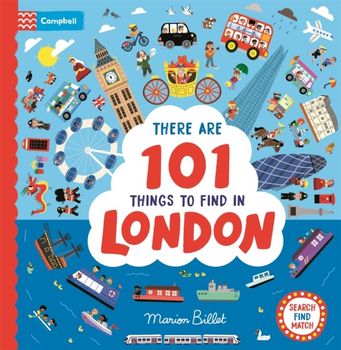 Campbell
THERE ARE
101
THINGS TO FIND IN
LONDON
Marion Billet
SEARCH
FIND
MATCH